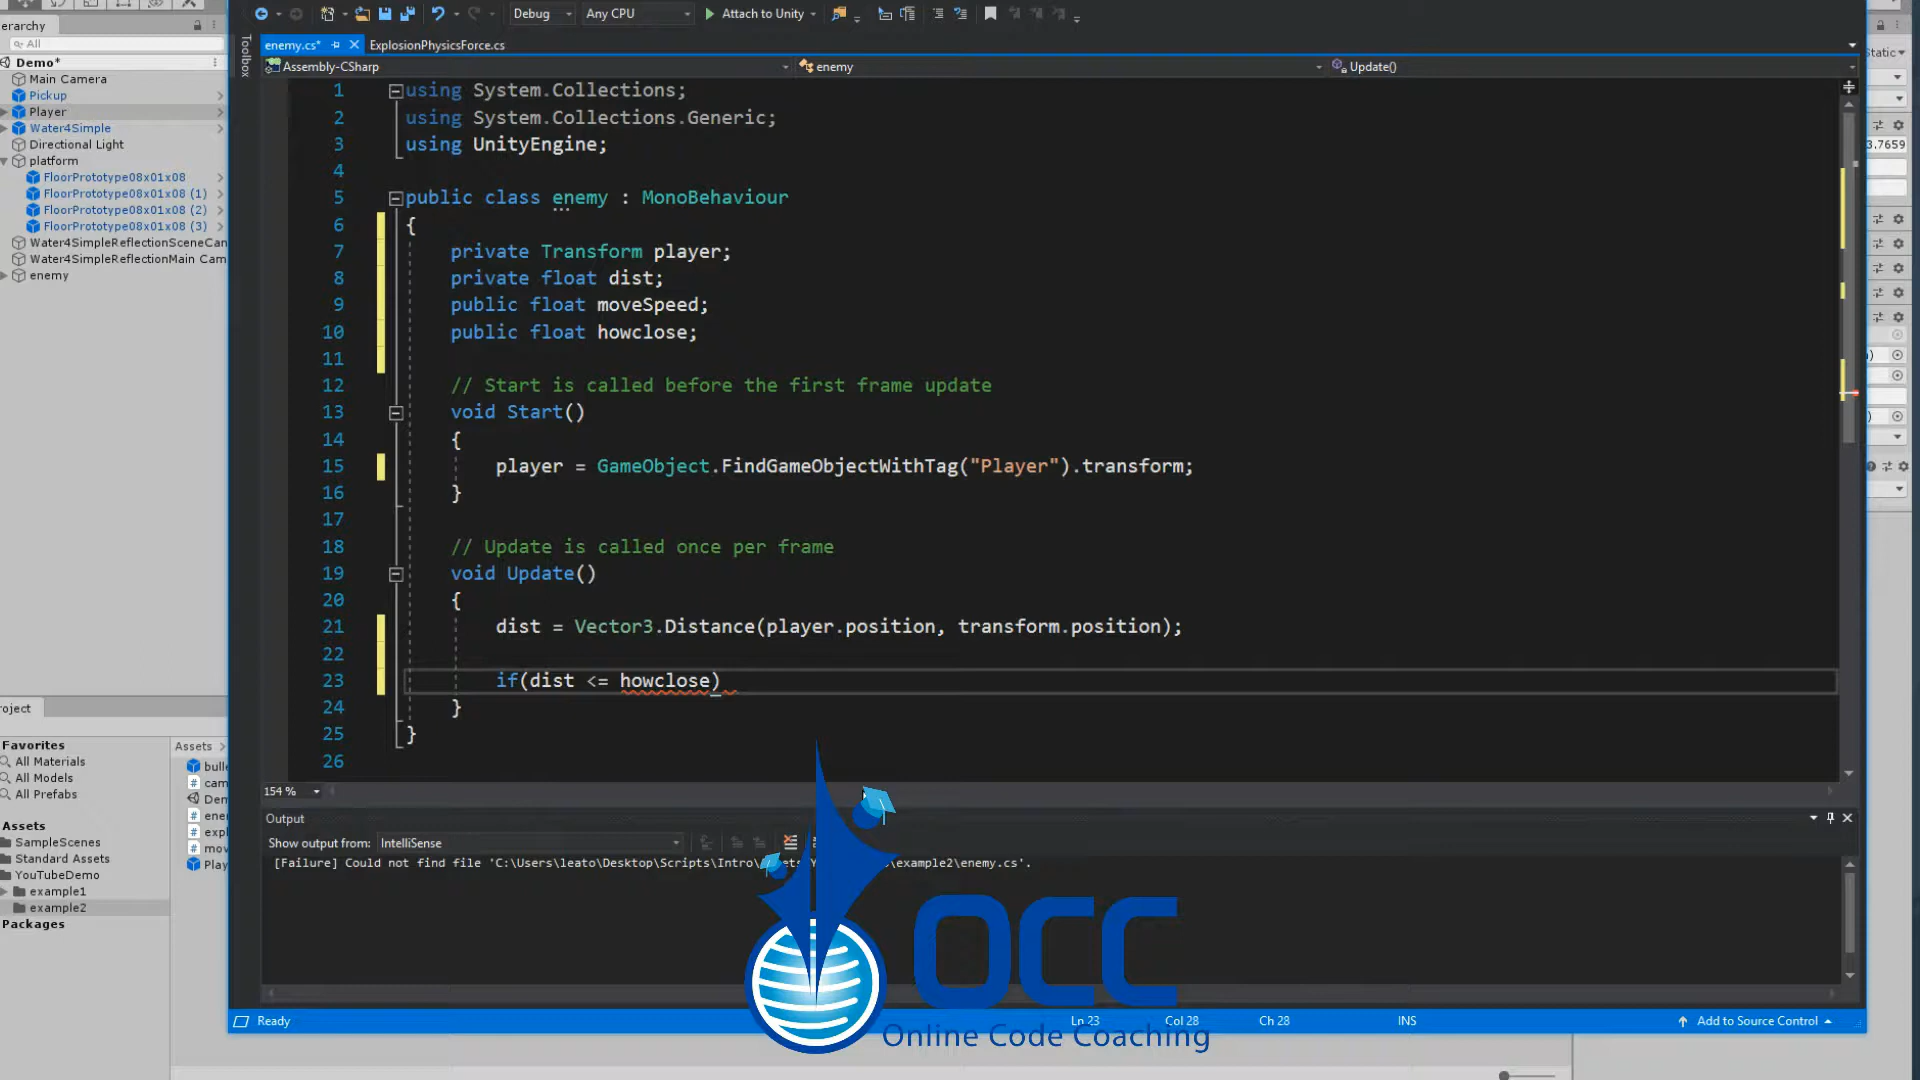 Debug
Any CPU
Attach to Unity
erarchy
All
enemy.cs*
ExplosionPhysicsForce.cs
Toolbox
Static
Demo*
Assembly-CSharp
enemy
Update()
Main Camera
Pickup
Player
Water4Simple
Directional Light
platform
FloorPrototype08x01x08
FloorPrototype08x01x08 (1)
FloorPrototype08x01x08 (2)
FloorPrototype08x01x08 (3)
Water4SimpleReflectionSceneCam
Water4SimpleReflectionMain Cam
enemy
3.7659
1 using System.Collections;
2 using System.Collections.Generic;
3 using UnityEngine;
4
5 public class enemy : MonoBehaviour
6 {
7 private Transform player;
8 private float dist;
9 public float moveSpeed;
10 public float howclose;
11
12 // Start is called before the first frame update
13 void Start()
14 {
15 player = GameObject.FindGameObjectWithTag("Player").transform;
16 }
17
18 // Update is called once per frame
19 void Update()
20 {
21 dist = Vector3.Distance(player.position, transform.position);
22
23 if(dist <= howclose)
24 }
25 }
26
154 %
roject
Favorites
All Materials
All Models
All Prefabs
Assets
SampleScenes
Standard Assets
YouTubeDemo
example1
example2
Packages
Assets >
bulle
cam
Den
ene
expl
mov
Play
Output
Show output from: IntelliSense
[Failure] Could not find file 'C:\Users\leato\Desktop\Scripts\Intro\ example2\enemy.cs'.
OCC
Online Code Coaching
Ready
Ln 23
Col 28
Ch 28
INS
Add to Source Control